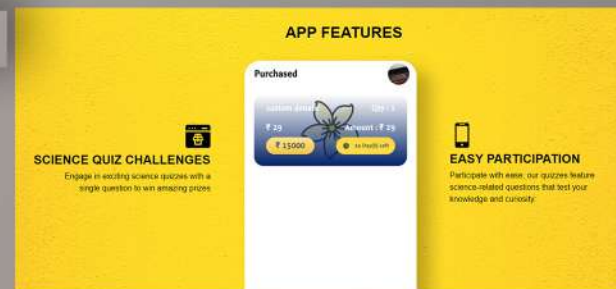 APP FEATURES
Purchased
Qty : 1
₹ 29
Amount : ₹ 29
₹ 15000
SCIENCE QUIZ CHALLENGES
Engage in exciting science quizzes with a
single question to win amazing prizes
EASY PARTICIPATION
Participate with ease, our quizzes feature
science-related questions that test your
knowledge and curiosity.